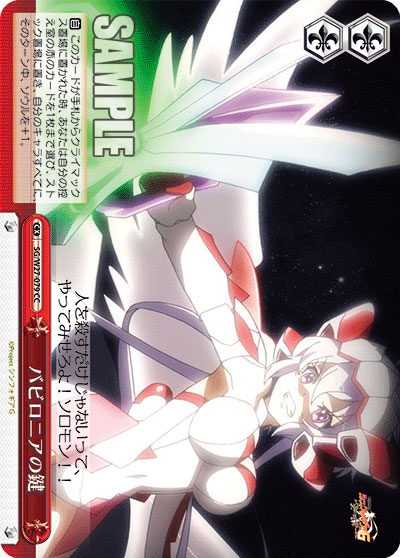 SAMPLE
自このカードが手札からクライマック
ス置場に置かれた時、あなたは自分の控
え室の赤のカードを1枚まで選び、スト
ック置場に置き、自分のキャラすべてに、
そのターン中、ソウルを+1。
CX
SG/W27-079 CC
バビロニアの鍵
©Project シンフォギアG
人を殺すだけじゃないって、
やってみせろよ！ソロモン！！